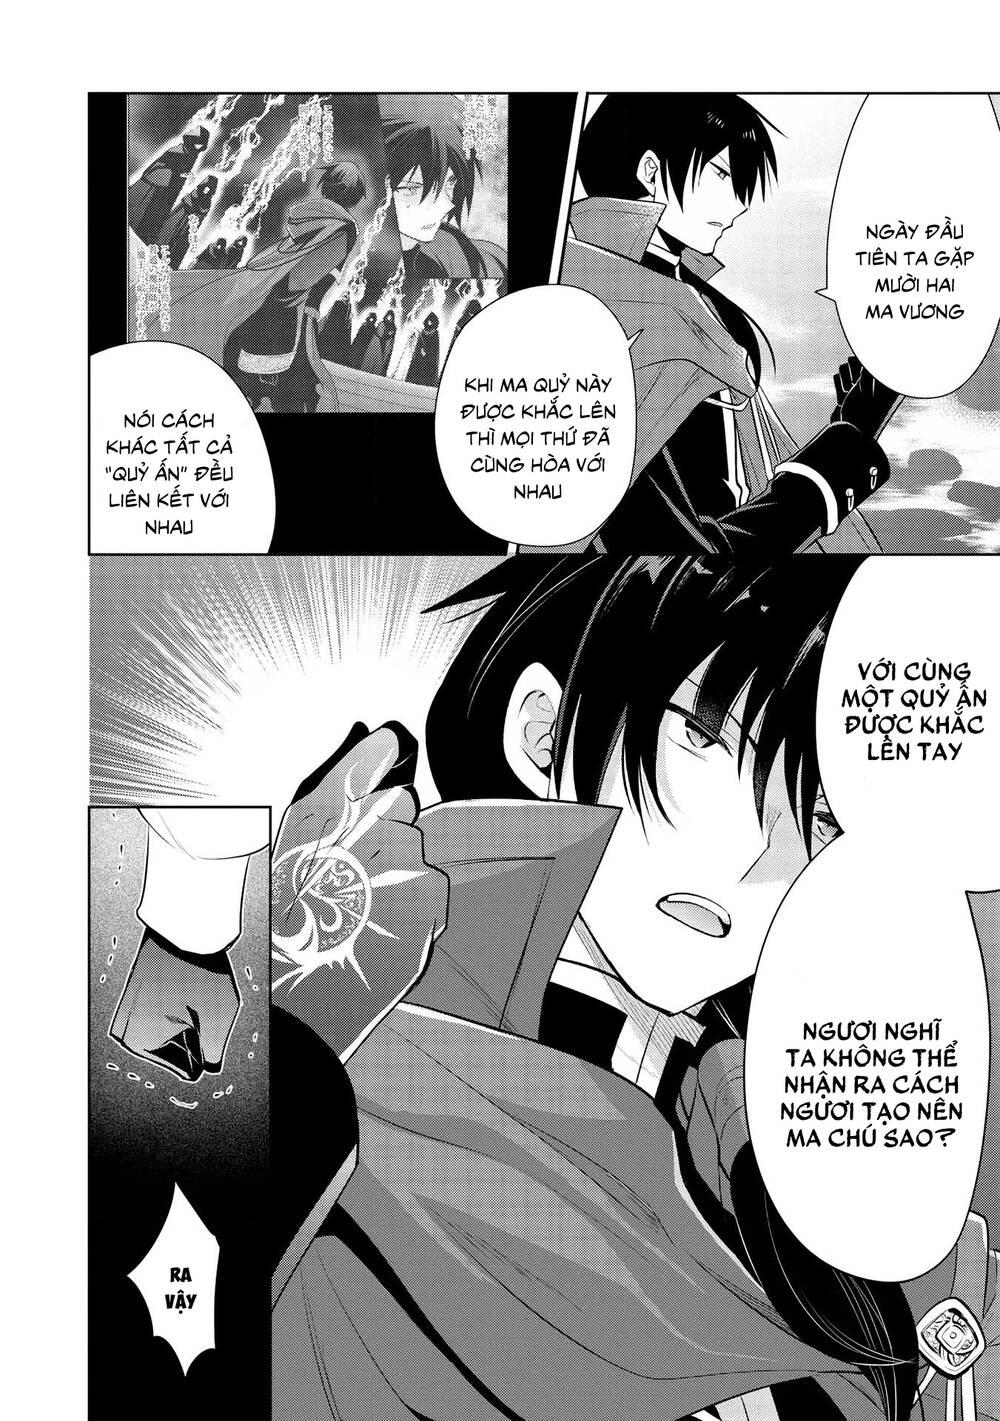 NGÀY ĐẦU
TIÊN TA GẶP
MƯỜI HAI
MA VƯƠNG
KHI MA QUỶ NÀY
ĐƯỢC KHẮC LÊN
THÌ MỌI THỨ ĐÃ
CÙNG HÒA VỚI
NHAU
NÓI CÁCH
KHÁC TẤT CẢ
"QUỶ ẤN" ĐỀU
LIÊN KẾT VỚI
NHAU
VỚI CÙNG
MỘT QUỶ ẤN
ĐƯỢC KHẮC
LÊN TAY
NGƯƠI NGHĨ
TA KHÔNG THỂ
NHẬN RA CÁCH
NGƯƠI TẠO NÊN
MA CHÚ SAO?
RA
VẬY